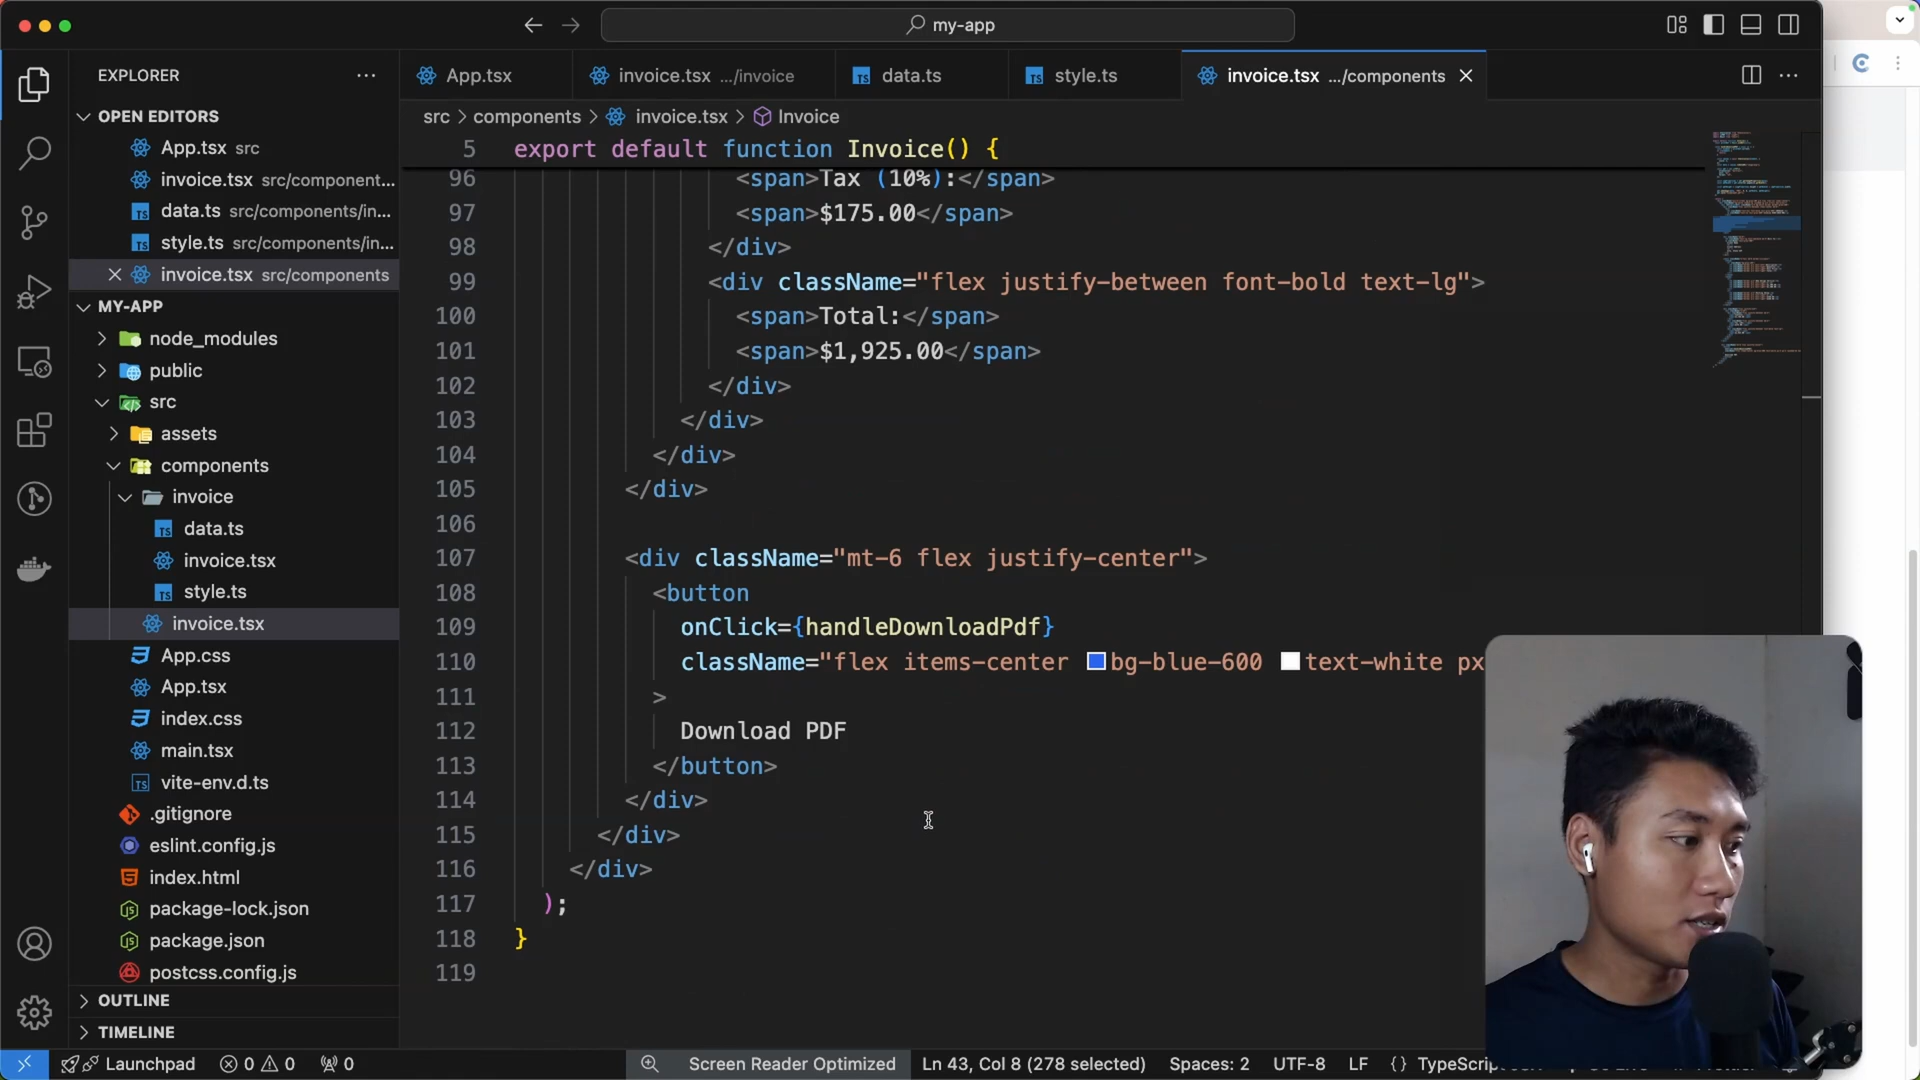 my-app
EXPLORER
OPEN EDITORS
App.tsx src
invoice.tsx src/component...
data.ts src/components/in...
style.ts src/components/in...
invoice.tsx src/components
MY-APP
node_modules
public
src
assets
components
invoice
data.ts
invoice.tsx
style.ts
invoice.tsx
App.css
App.tsx
index.css
main.tsx
vite-env.d.ts
.gitignore
eslint.config.js
index.html
package-lock.json
package.json
postcss.config.js
OUTLINE
TIMELINE
App.tsx
invoice.tsx .../invoice
data.ts
style.ts
invoice.tsx .../components
src > components > invoice.tsx > Invoice
5 export default function Invoice() {
96 <span>Tax (10%):</span>
97 <span>$175.00</span>
98 </div>
99 <div className="flex justify-between font-bold text-lg">
100 <span>Total:</span>
101 <span>$1,925.00</span>
102 </div>
103 </div>
104 </div>
105 </div>
106
107 <div className="mt-6 flex justify-center">
108 <button
109 onClick={handleDownloadPdf}
110 className="flex items-center bg-blue-600 text-white px
111 >
112 Download PDF
113 </button>
114 </div>
115 </div>
116 </div>
117 );
118 }
119
Launchpad 0 0 0 Screen Reader Optimized Ln 43, Col 8 (278 selected) Spaces: 2 UTF-8 LF {} TypeScript